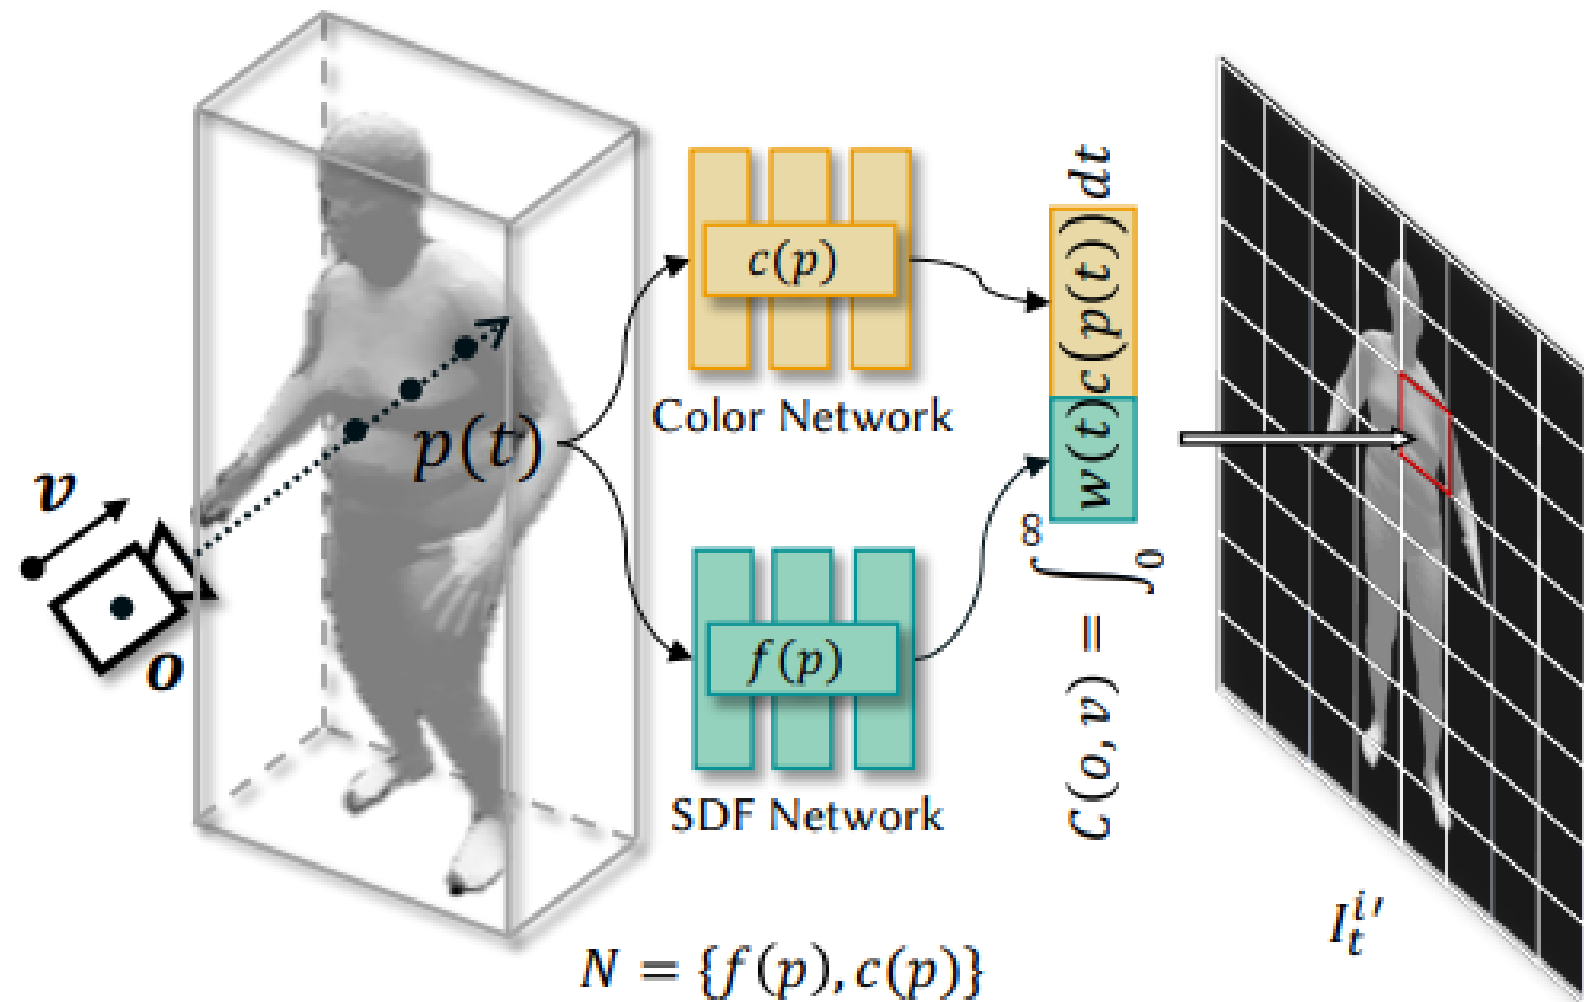 v
o
p(t)
c(p)
Color Network
f(p)
SDF Network
N = {f(p), c(p)}
C(o, v) = ∫₀^∞ w(t)c(p(t))dt
I_t^{i′}